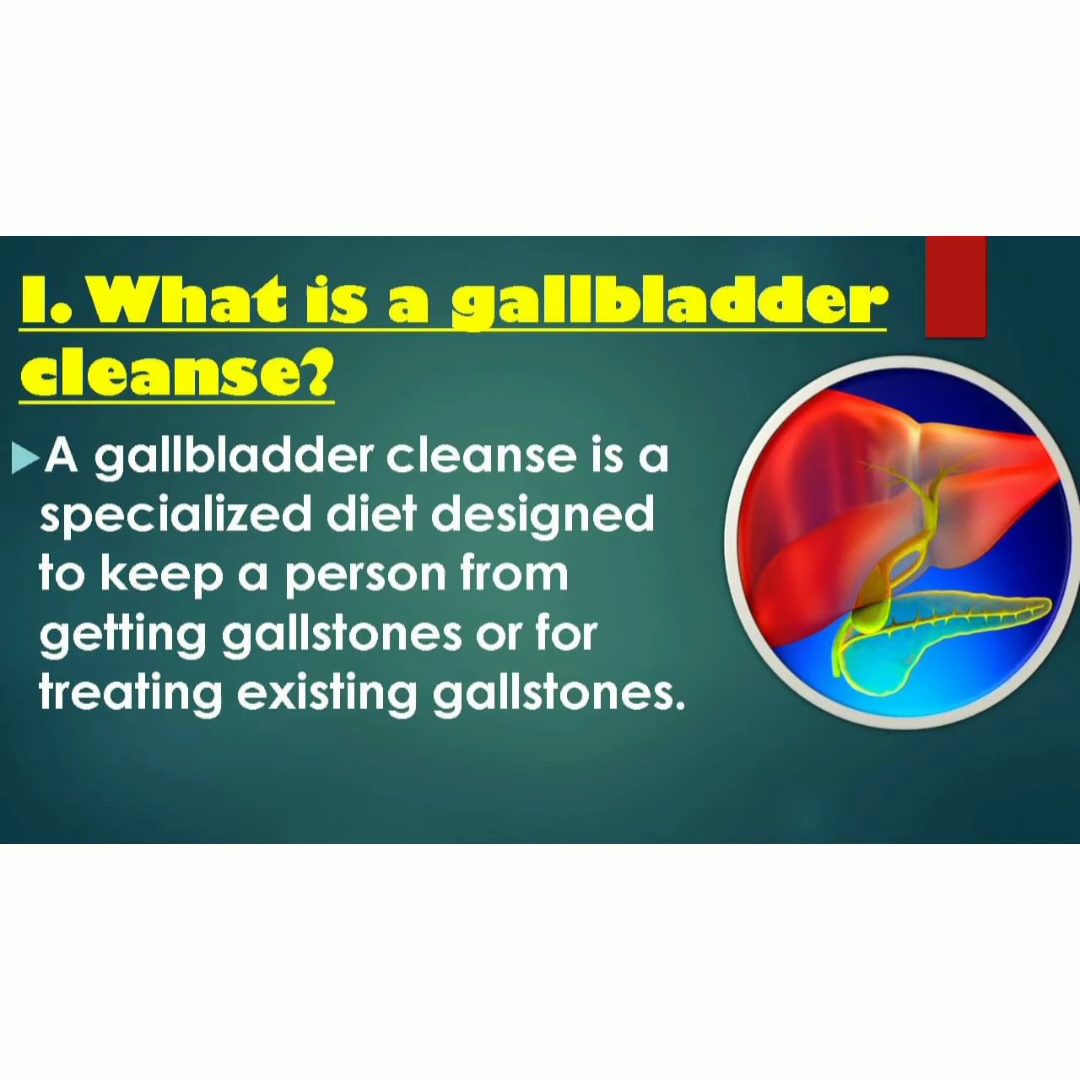 1. What is a gallbladder
cleanse?
A gallbladder cleanse is a
specialized diet designed
to keep a person from
getting gallstones or for
treating existing gallstones.